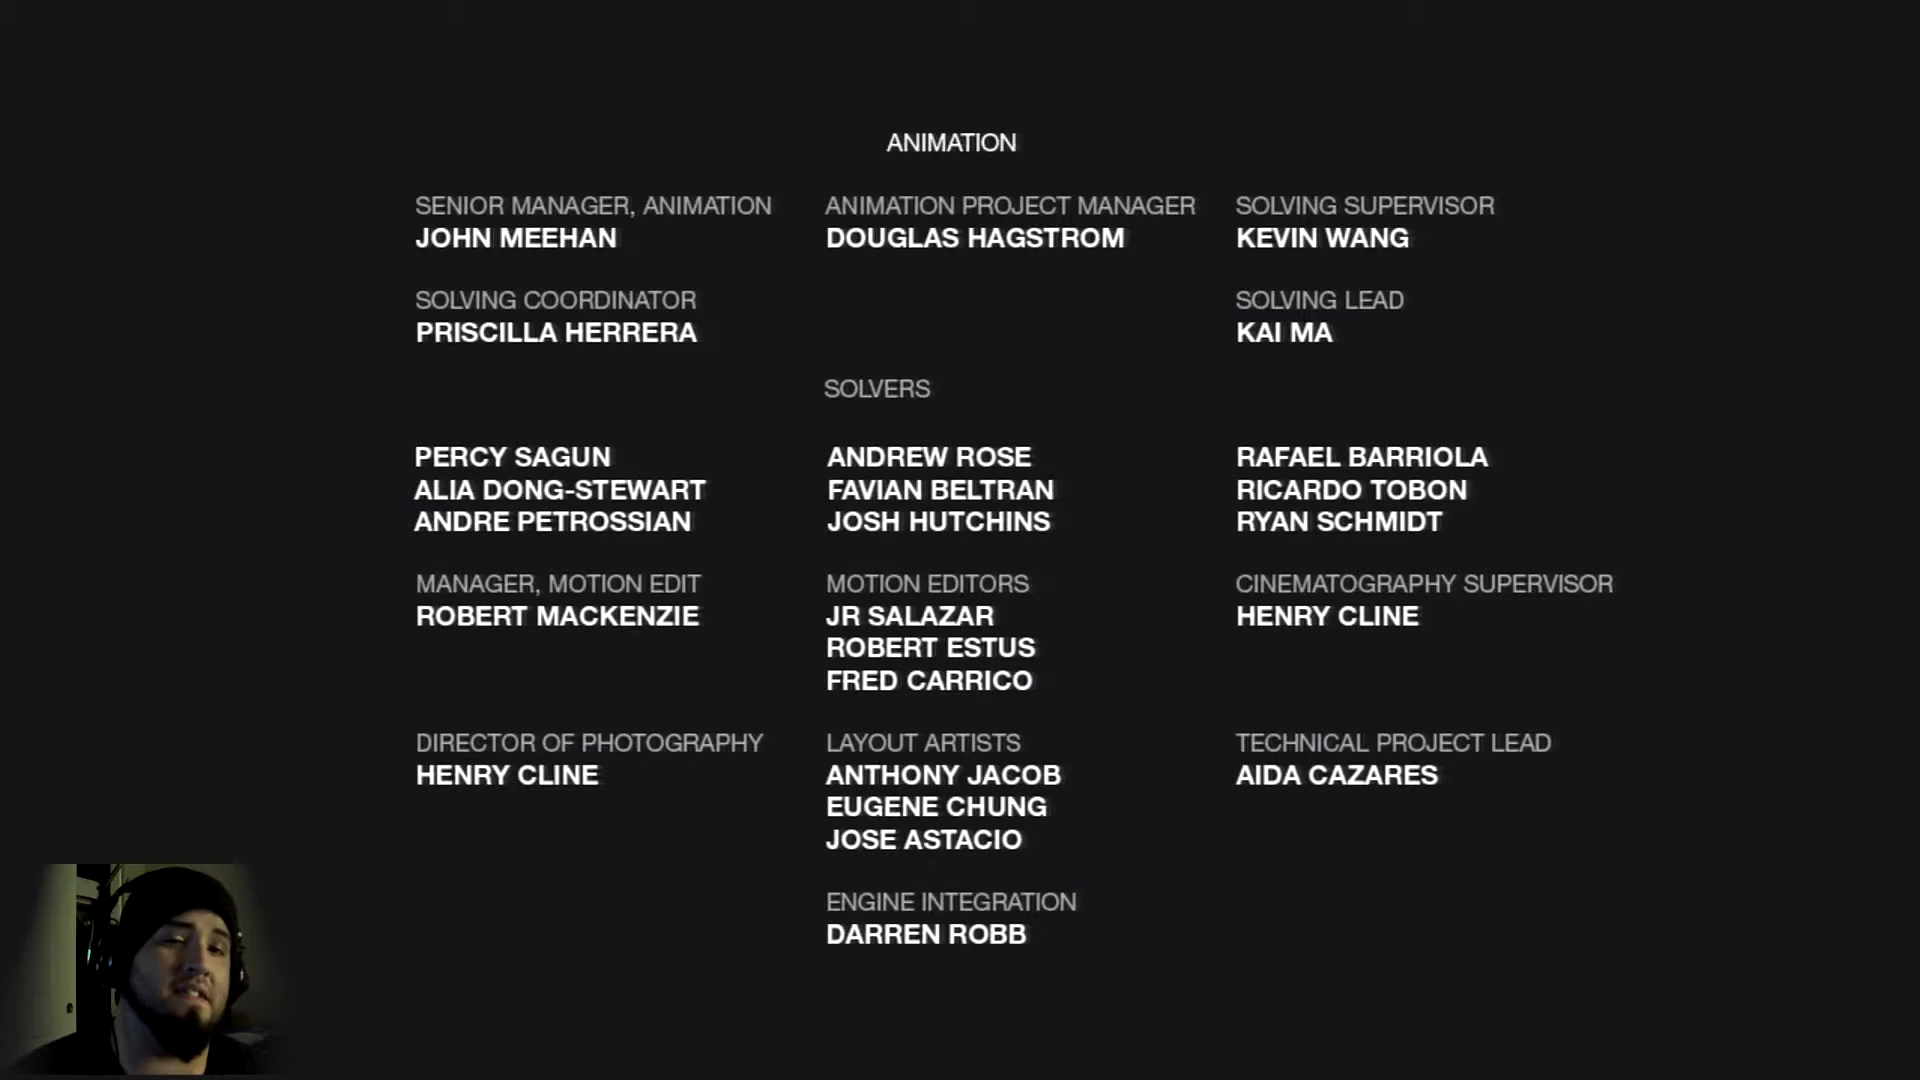 ANIMATION
SENIOR MANAGER, ANIMATION
JOHN MEEHAN
ANIMATION PROJECT MANAGER
DOUGLAS HAGSTROM
SOLVING SUPERVISOR
KEVIN WANG
SOLVING COORDINATOR
PRISCILLA HERRERA
SOLVING LEAD
KAI MA
SOLVERS
PERCY SAGUN
ALIA DONG-STEWART
ANDRE PETROSSIAN
ANDREW ROSE
FAVIAN BELTRAN
JOSH HUTCHINS
RAFAEL BARRIOLA
RICARDO TOBON
RYAN SCHMIDT
MANAGER, MOTION EDIT
ROBERT MACKENZIE
MOTION EDITORS
JR SALAZAR
ROBERT ESTUS
FRED CARRICO
CINEMATOGRAPHY SUPERVISOR
HENRY CLINE
DIRECTOR OF PHOTOGRAPHY
HENRY CLINE
LAYOUT ARTISTS
ANTHONY JACOB
EUGENE CHUNG
JOSE ASTACIO
TECHNICAL PROJECT LEAD
AIDA CAZARES
ENGINE INTEGRATION
DARREN ROBB